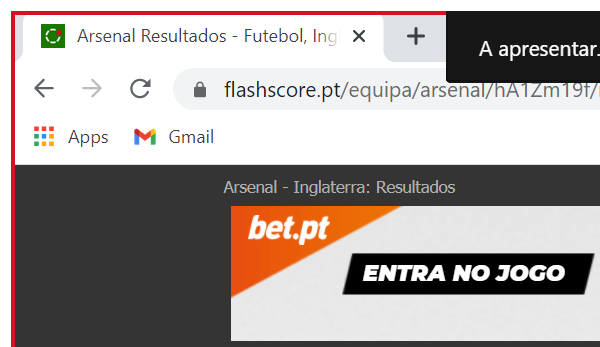 Arsenal Resultados - Futebol, Ing
A apresentar.
flashscore.pt/equipa/arsenal/hA1Zm19f/
Apps
Gmail
Arsenal - Inglaterra: Resultados
bet.pt
ENTRA NO JOGO